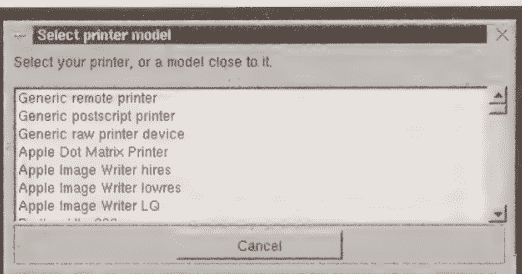 Select printer model
Select your printer, or a model close to it.
Generic remote printer
Generic postscript printer
Generic raw printer device
Apple Dot Matrix Printer
Apple Image Writer hires
Apple Image Writer lowres
Apple Image Writer LQ
Cancel